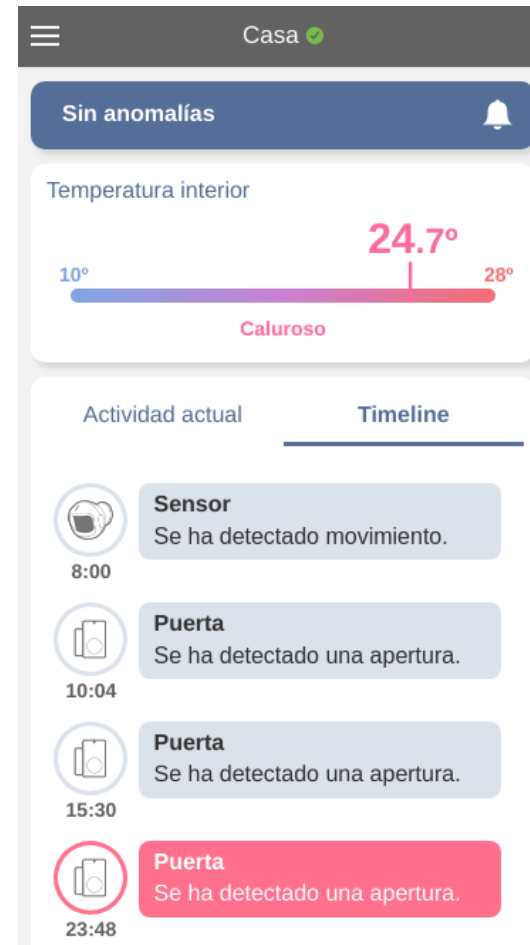 Casa
Sin anomalías
Temperatura interior
24.7º
10º
28º
Caluroso
Actividad actual
Timeline
Sensor
Se ha detectado movimiento.
8:00
Puerta
Se ha detectado una apertura.
10:04
Puerta
Se ha detectado una apertura.
15:30
Puerta
Se ha detectado una apertura.
23:48